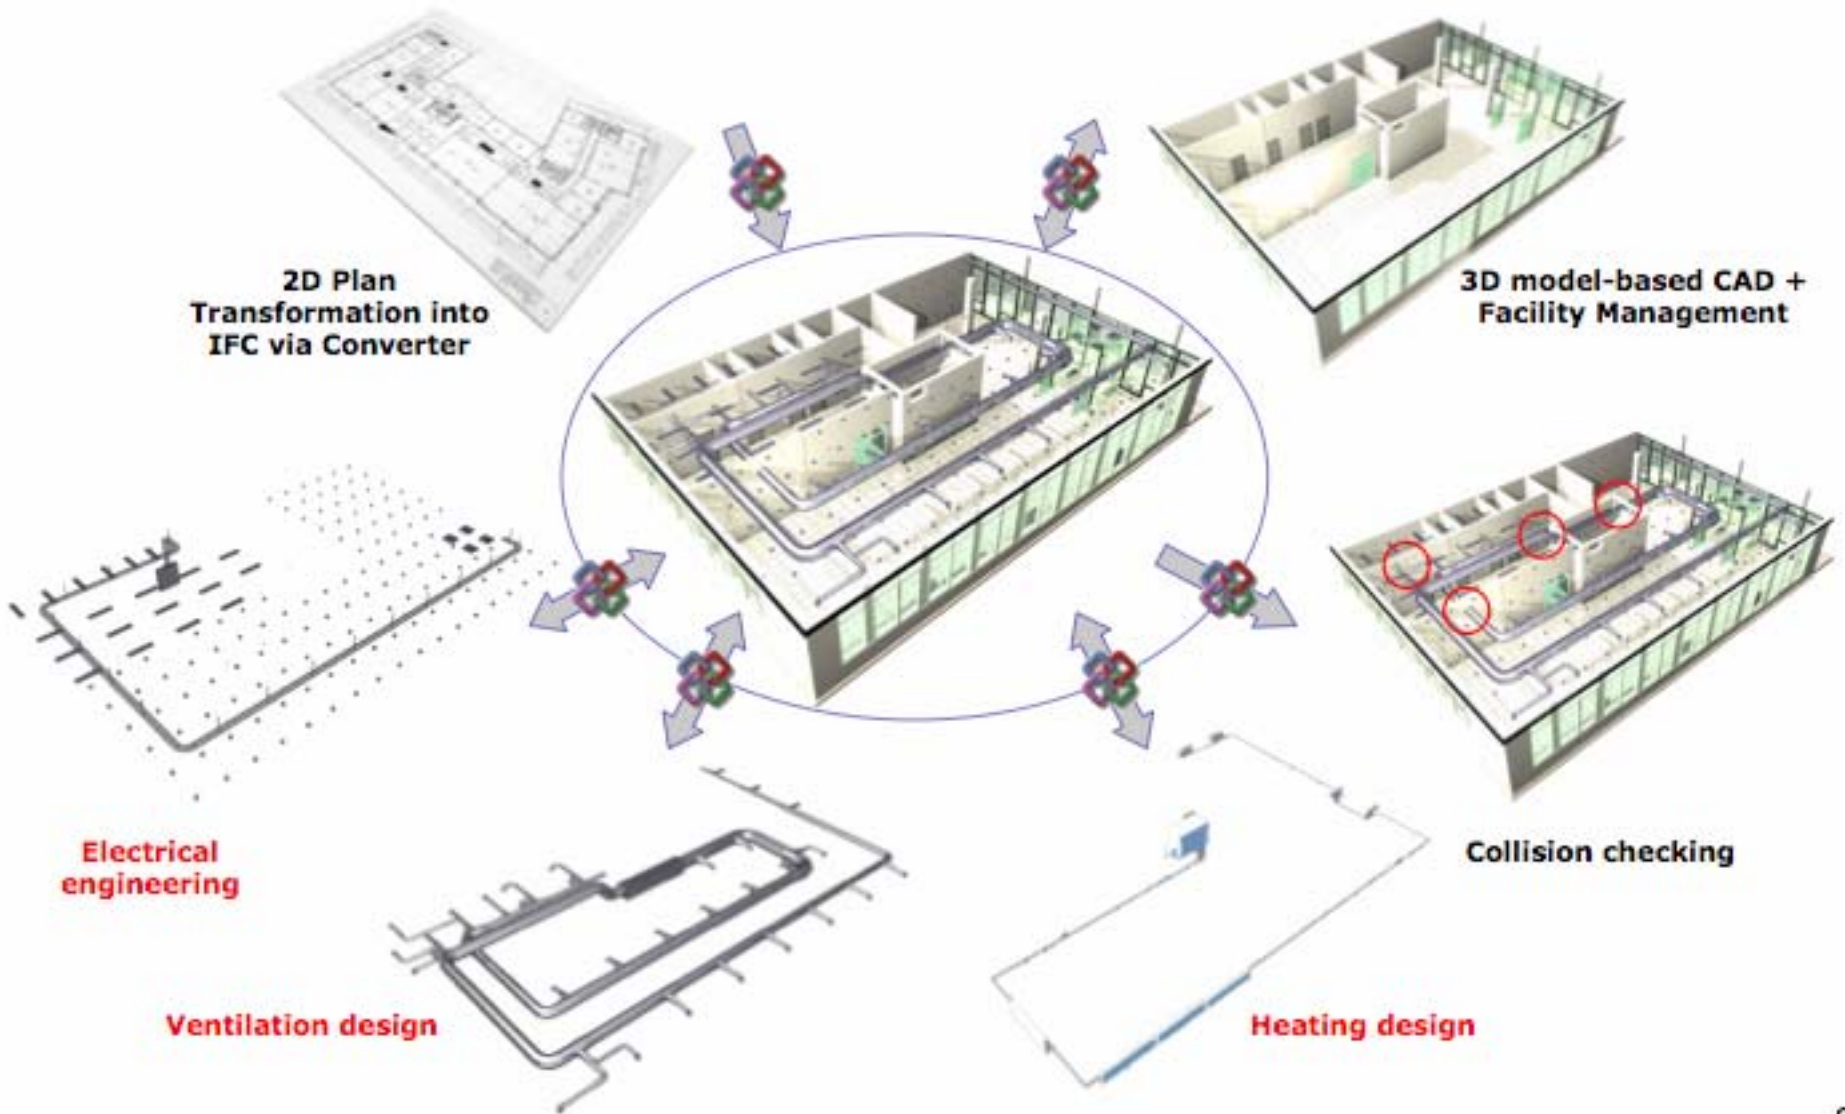 2D Plan
Transformation into
IFC via Converter
3D model-based CAD +
Facility Management
Electrical
engineering
Collision checking
Ventilation design
Heating design